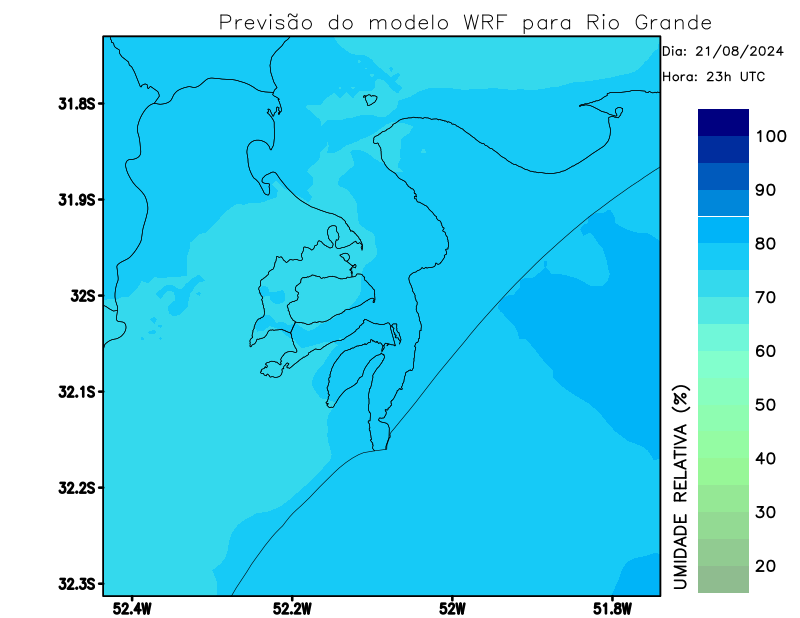 Previsão do modelo WRF para Rio Grande
Dia: 21/08/2024
Hora: 23h UTC
31.8S
31.9S
32S
32.1S
32.2S
32.3S
52.4W
52.2W
52W
51.8W
100
90
80
70
60
50
40
30
20
UMIDADE RELATIVA (%)